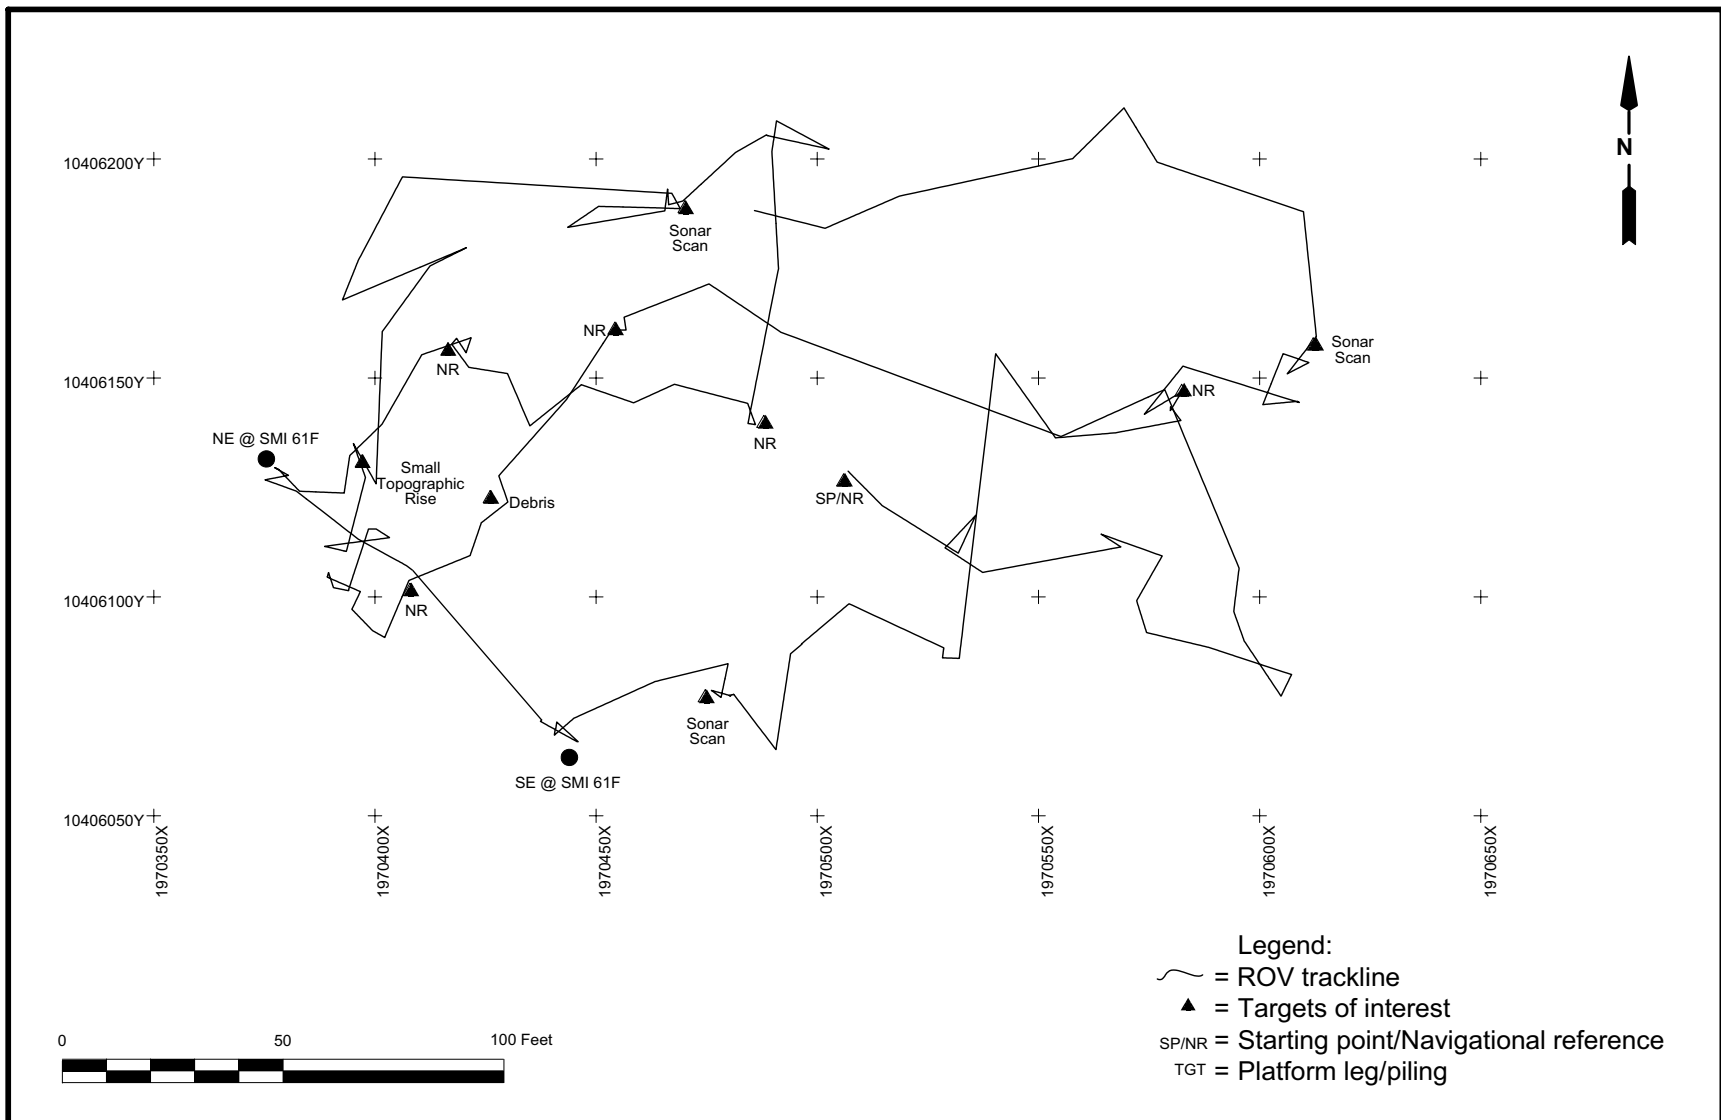 N
10406200Y
Sonar
Scan
NR
Sonar
Scan
NR
NR
NE @ SMI 61F
NR
Small
Topographic
Rise
Debris
SP/NR
10406150Y
NR
10406100Y
Sonar
Scan
SE @ SMI 61F
10406050Y
1970350X
1970400X
1970450X
1970500X
1970550X
1970600X
1970650X
Legend:
= ROV trackline
= Targets of interest
SP/NR = Starting point/Navigational reference
TGT = Platform leg/piling
0 50 100 Feet